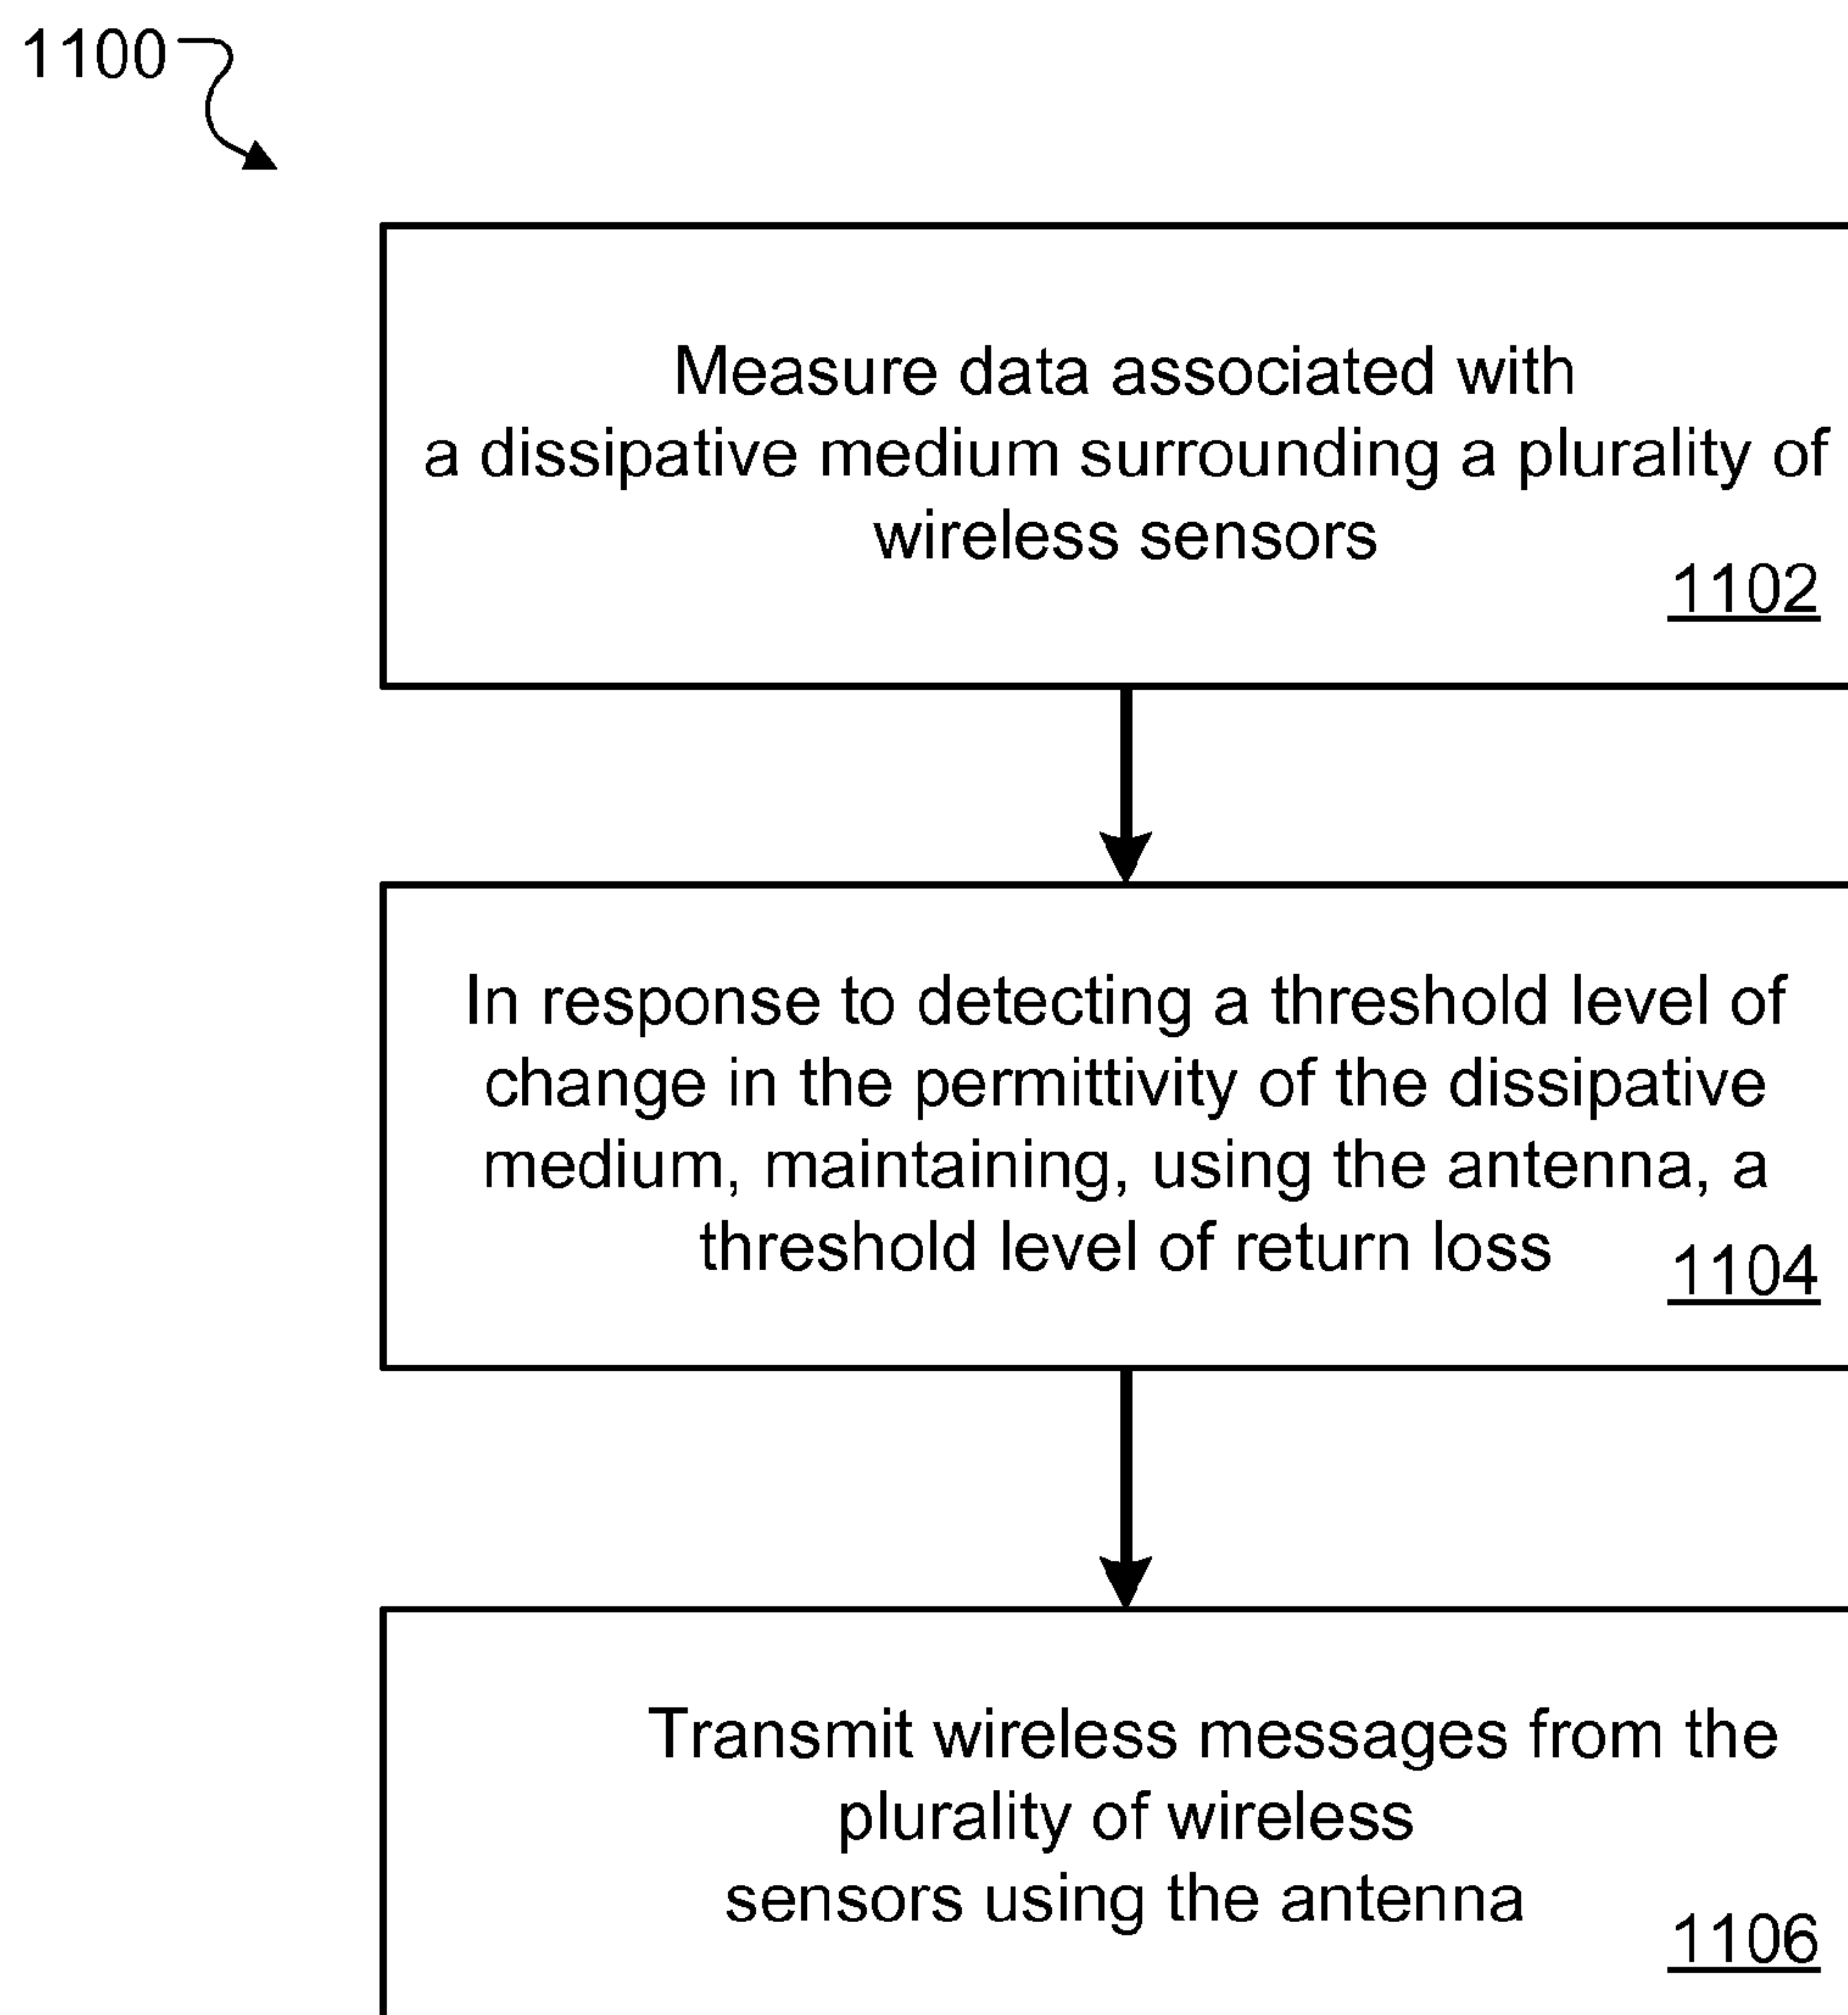 1100
Measure data associated with
a dissipative medium surrounding a plurality of
wireless sensors
1102
In response to detecting a threshold level of
change in the permittivity of the dissipative
medium, maintaining, using the antenna, a
threshold level of return loss
1104
Transmit wireless messages from the
plurality of wireless
sensors using the antenna
1106